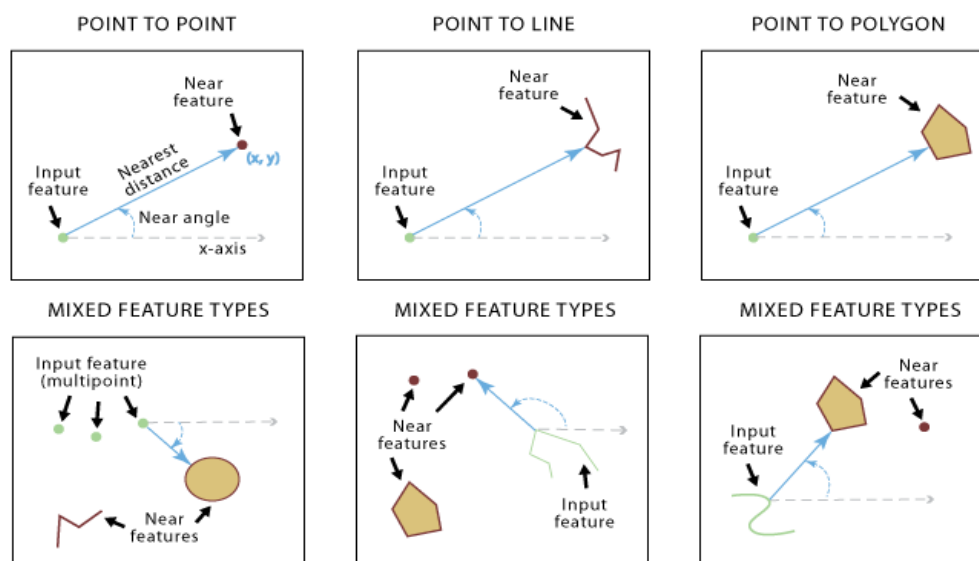 POINT TO POINT
Near
feature
(x, y)
Nearest
distance
Input
feature
Near angle
x-axis
POINT TO LINE
Near
feature
Input
feature
POINT TO POLYGON
Near
feature
Input
feature
MIXED FEATURE TYPES
Input feature
(multipoint)
Near
features
MIXED FEATURE TYPES
Near
features
Input
feature
MIXED FEATURE TYPES
Near
features
Input
feature